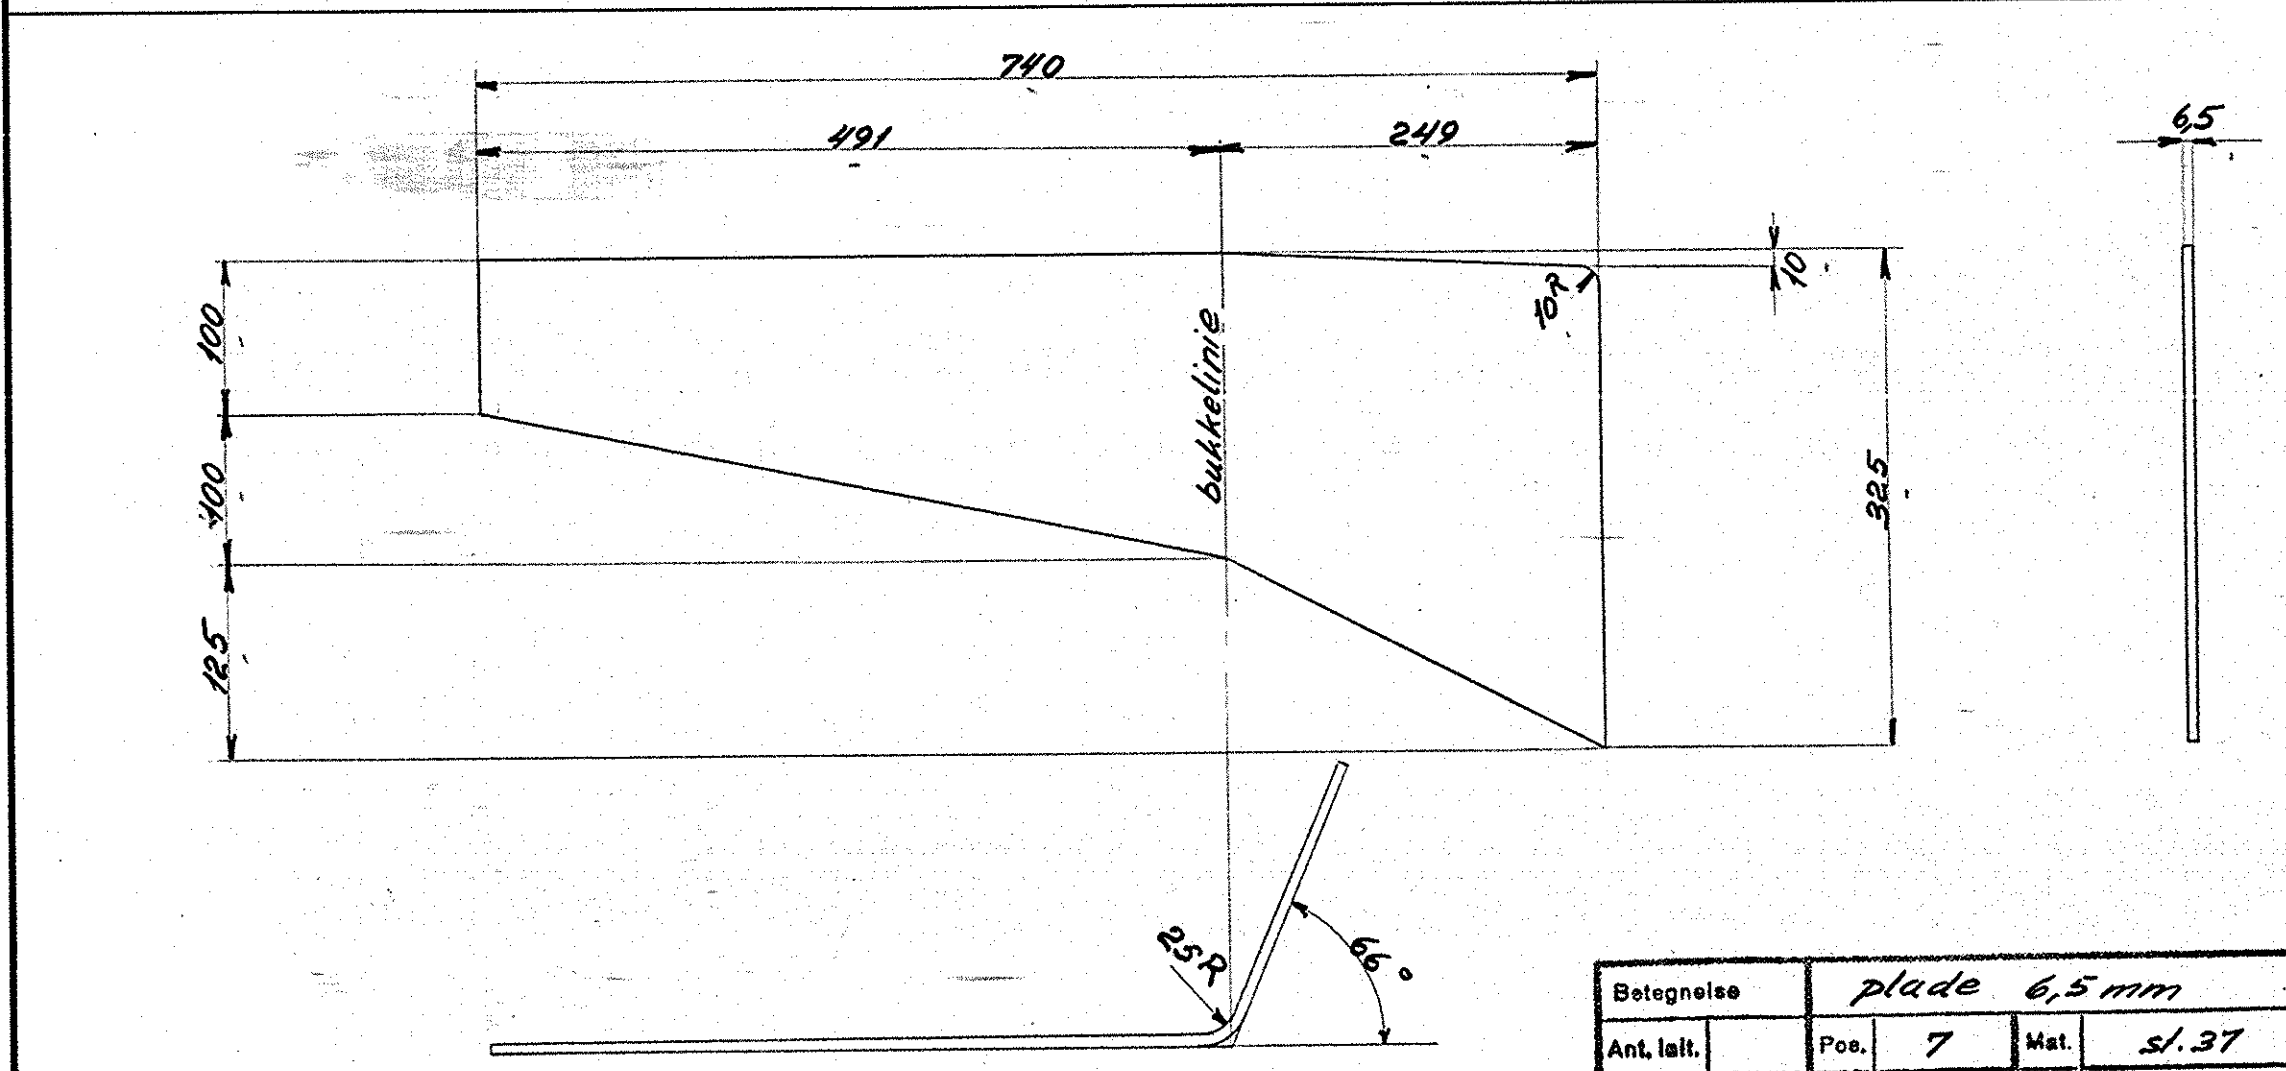 740
491
249
6,5
10
10R
100
100
125
bukkelinie
325
25R
66°
Betegnelse plade 6,5 mm
Ant. ialt. Pos. 7 Mat. st. 37